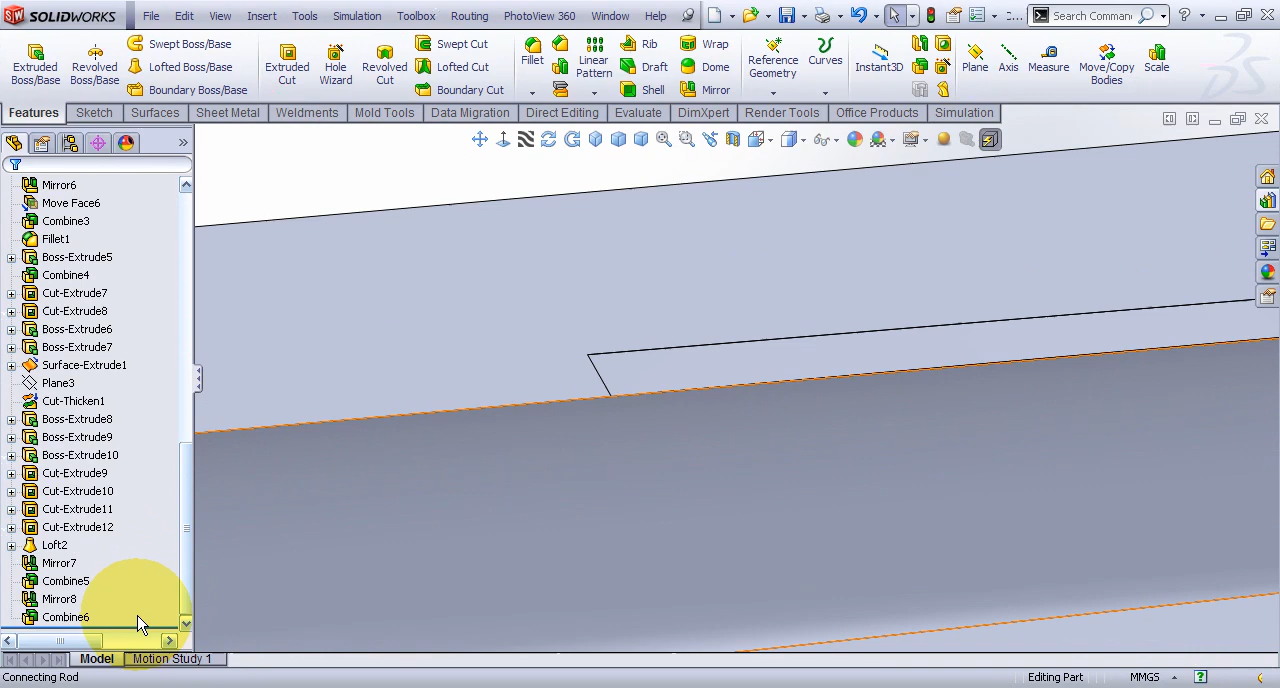 SOLIDWORKS File Edit View Insert Tools Simulation Toolbox Routing PhotoView 360 Window Help Search Comman
Extruded Boss/Base
Revolved Boss/Base
Swept Boss/Base
Lofted Boss/Base
Boundary Boss/Base
Extruded Cut
Hole Wizard
Revolved Cut
Swept Cut
Lofted Cut
Boundary Cut
Fillet
Linear Pattern
Rib
Draft
Shell
Wrap
Dome
Mirror
Reference Geometry
Curves
Instant3D
Plane
Axis
Measure
Move/Copy Bodies
Scale
Features Sketch Surfaces Sheet Metal Weldments Mold Tools Data Migration Direct Editing Evaluate DimXpert Render Tools Office Products Simulation
Mirror6
Move Face6
Combine3
Fillet1
Boss-Extrude5
Combine4
Cut-Extrude7
Cut-Extrude8
Boss-Extrude6
Boss-Extrude7
Surface-Extrude1
Plane3
Cut-Thicken1
Boss-Extrude8
Boss-Extrude9
Boss-Extrude10
Cut-Extrude9
Cut-Extrude10
Cut-Extrude11
Cut-Extrude12
Loft2
Mirror7
Combine5
Mirror8
Combine6
Model Motion Study 1
Connecting Rod Editing Part MMGS